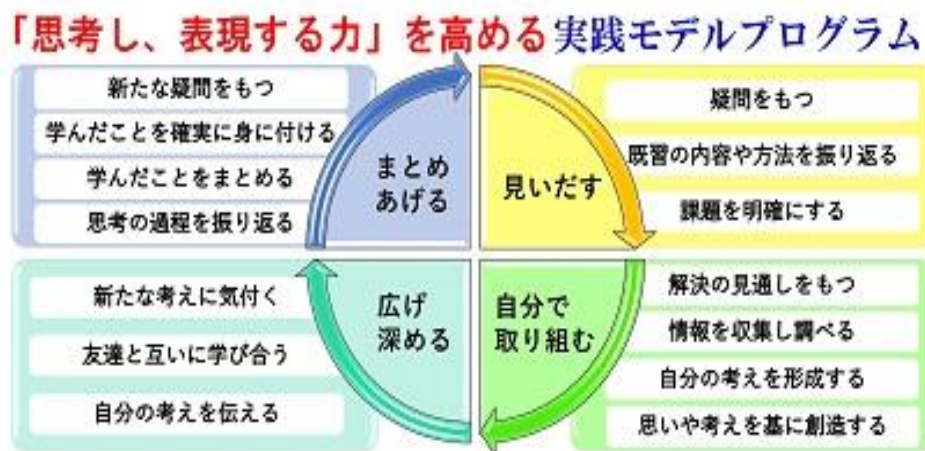 「思考し、表現する力」を高める実践モデルプログラム
新たな疑問をもつ
学んだことを確実に身に付ける
学んだことをまとめる
思考の過程を振り返る
まとめ
あげる
見いだす
疑問をもつ
既習の内容や方法を振り返る
課題を明確にする
新たな考えに気付く
友達と互いに学び合う
自分の考えを伝える
広げ
深める
自分で
取り組む
解決の見通しをもつ
情報を収集し調べる
自分の考えを形成する
思いや考えを基に創造する